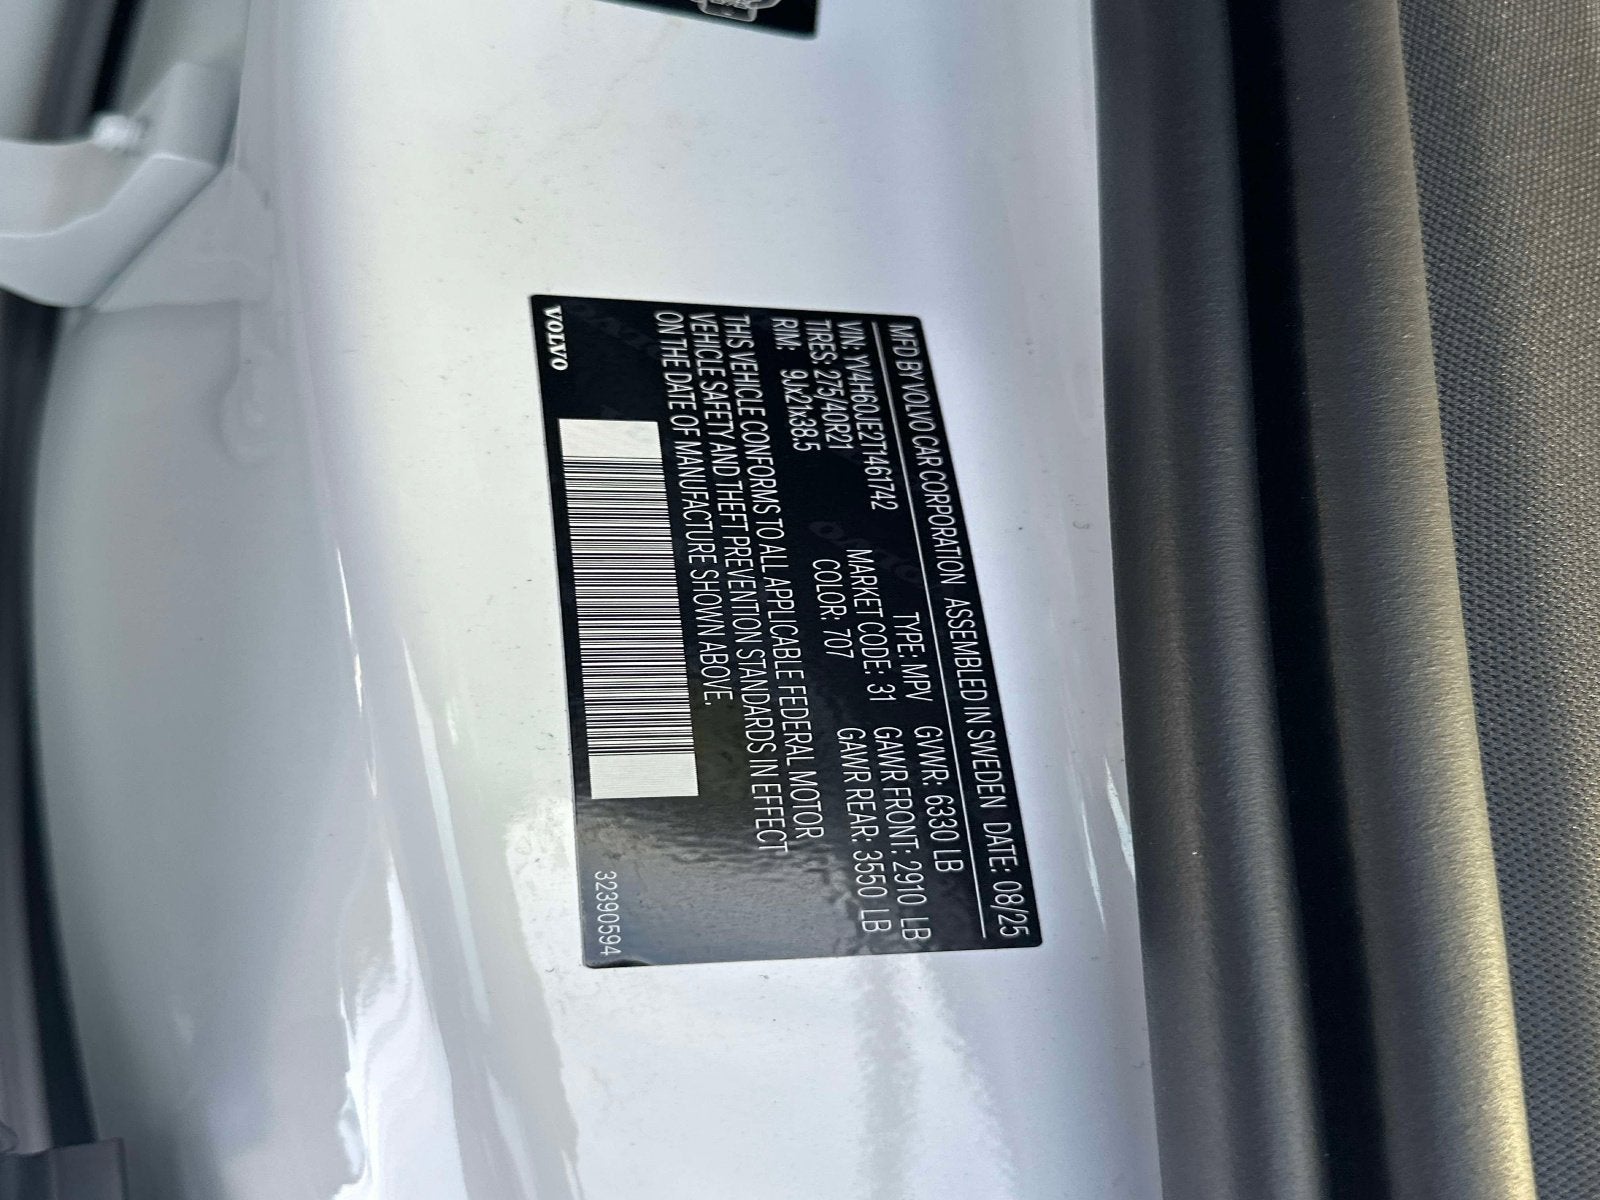 MFD BY VOLVO CAR CORPORATION ASSEMBLED IN SWEDEN DATE: 08/25
VIN: YV4H60JE2T1461742 TYPE: MPV GVWR: 6330 LB
TIRES: 275/40R21 MARKET CODE: 31 GAWR FRONT: 2910 LB
RIM: 9Jx21x38.5 COLOR: 707 GAWR REAR: 3550 LB
THIS VEHICLE CONFORMS TO ALL APPLICABLE FEDERAL MOTOR
VEHICLE SAFETY AND THEFT PREVENTION STANDARDS IN EFFECT
ON THE DATE OF MANUFACTURE SHOWN ABOVE.
VOLVO 32390594